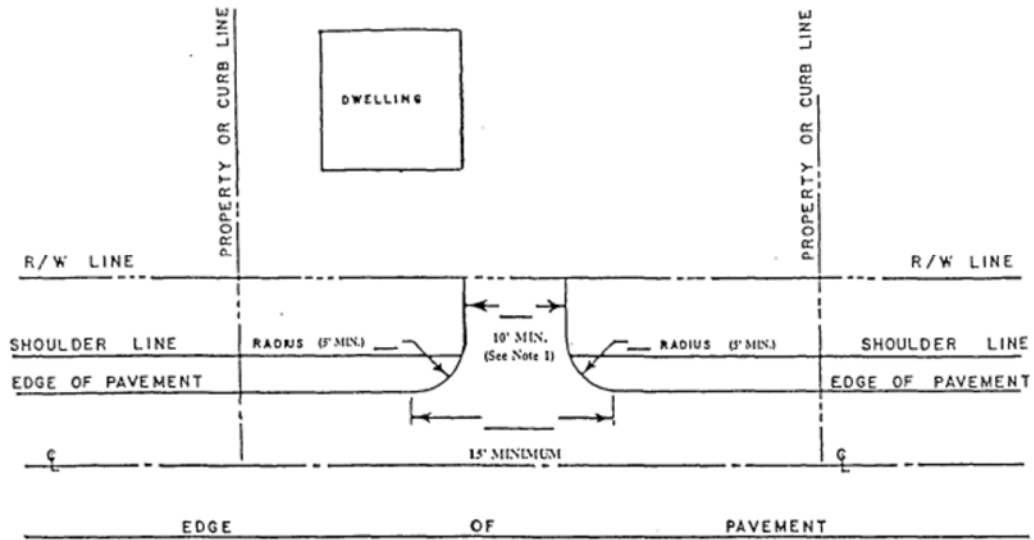 PROPERTY OR CURB LINE
DWELLING
PROPERTY OR CURB LINE
R/W LINE
R/W LINE
SHOULDER LINE
RADIUS (5' MIN.)
10' MIN.
(See Note 1)
RADIUS (5' MIN.)
SHOULDER LINE
EDGE OF PAVEMENT
EDGE OF PAVEMENT
15' MINIMUM
℄
℄
EDGE OF PAVEMENT